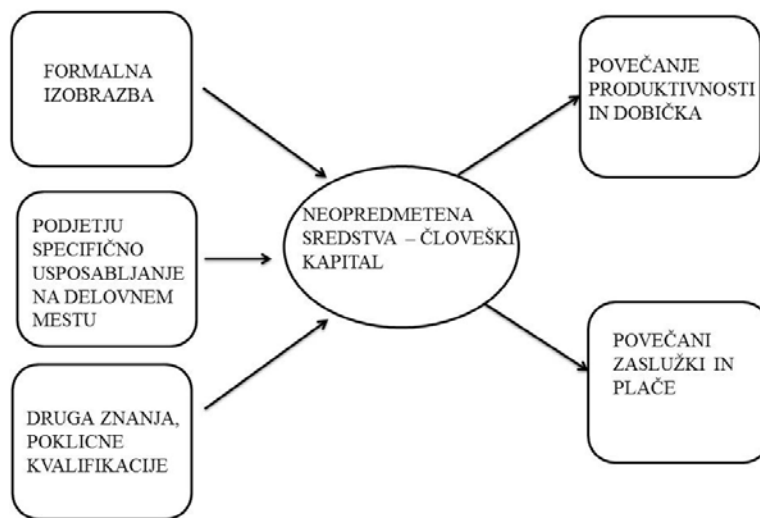 FORMALNA
IZOBRAZBA
PODJETJU
SPECIFIČNO
USPOSABLJANJE
NA DELOVNEM
MESTU
DRUGA ZNANJA,
POKLICNE
KVALIFIKACIJE
NEOPREDMETENA
SREDSTVA – ČLOVEŠKI
KAPITAL
POVEČANJE
PRODUKTIVNOSTI
IN DOBIČKA
POVEČANI
ZASLUŽKI IN
PLAČE